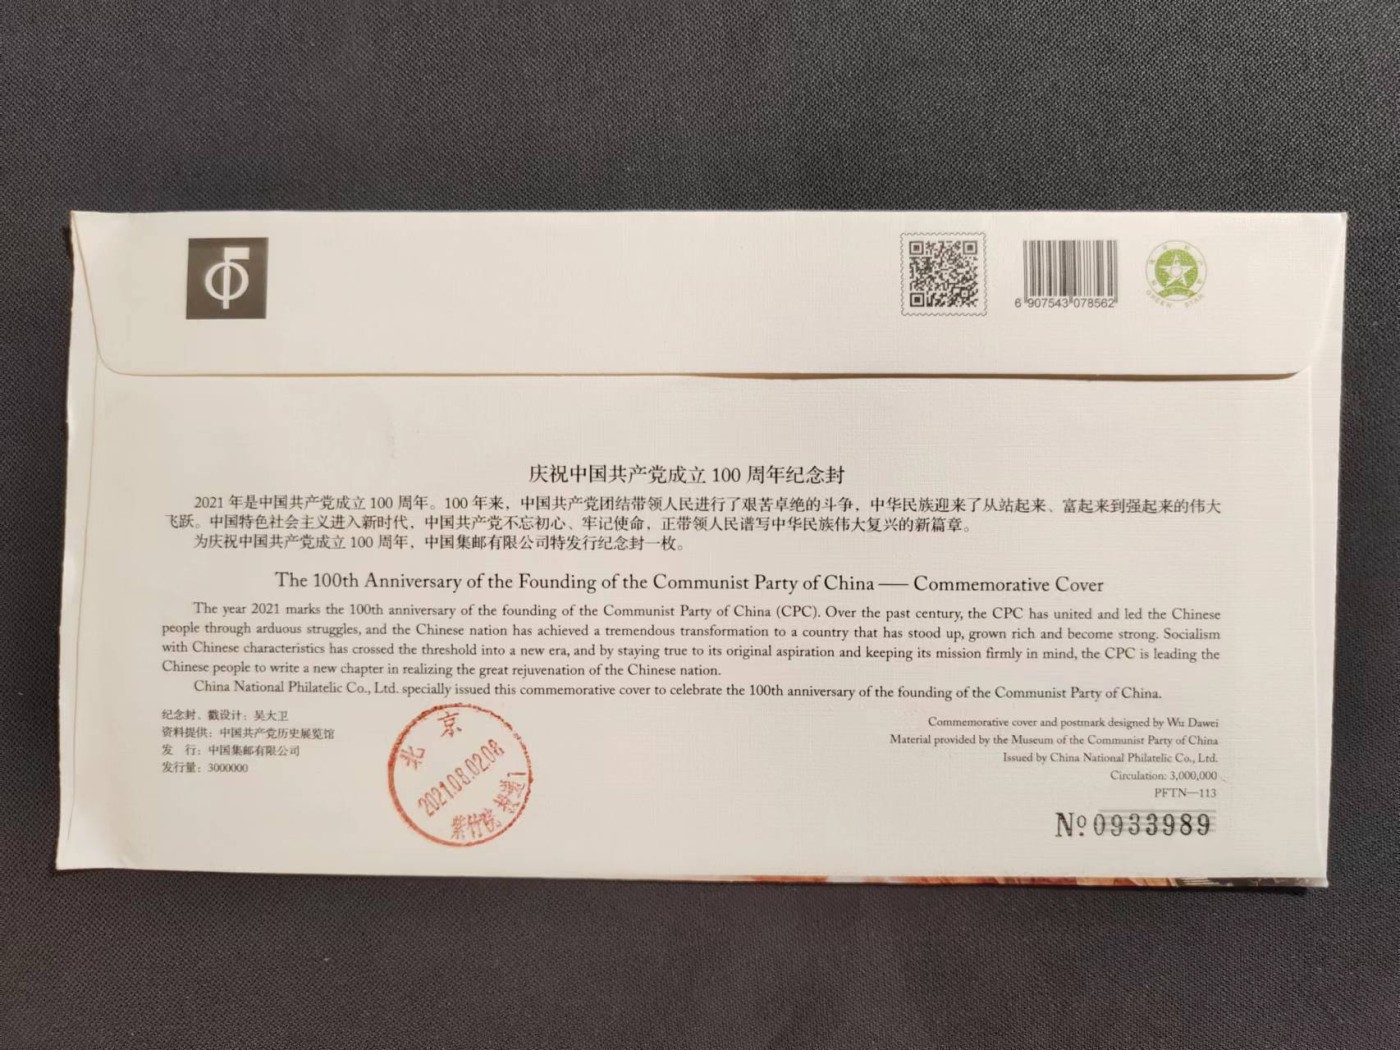 6 907543 078562
庆祝中国共产党成立 100 周年纪念封
2021 年是中国共产党成立 100 周年。100 年来，中国共产党团结带领人民进行了艰苦卓绝的斗争，中华民族迎来了从站起来、富起来到强起来的伟大
飞跃。中国特色社会主义进入新时代，中国共产党不忘初心、牢记使命，正带领人民谱写中华民族伟大复兴的新篇章。
为庆祝中国共产党成立 100 周年，中国集邮有限公司特发行纪念封一枚。
The 100th Anniversary of the Founding of the Communist Party of China —— Commemorative Cover
The year 2021 marks the 100th anniversary of the founding of the Communist Party of China (CPC). Over the past century, the CPC has united and led the Chinese
people through arduous struggles, and the Chinese nation has achieved a tremendous transformation to a country that has stood up, grown rich and become strong. Socialism
with Chinese characteristics has crossed the threshold into a new era, and by staying true to its original aspiration and keeping its mission firmly in mind, the CPC is leading the
Chinese people to write a new chapter in realizing the great rejuvenation of the Chinese nation.
China National Philatelic Co., Ltd. specially issued this commemorative cover to celebrate the 100th anniversary of the founding of the Communist Party of China.
纪念封、戳设计：吴大卫
资料提供：中国共产党历史展览馆
发　行：中国集邮有限公司
发行量：3000000
北京
2021.08.02.08
紫竹院
Commemorative cover and postmark designed by Wu Dawei
Material provided by the Museum of the Communist Party of China
Issued by China National Philatelic Co., Ltd.
Circulation: 3,000,000
PFTN—113
№ 0933989